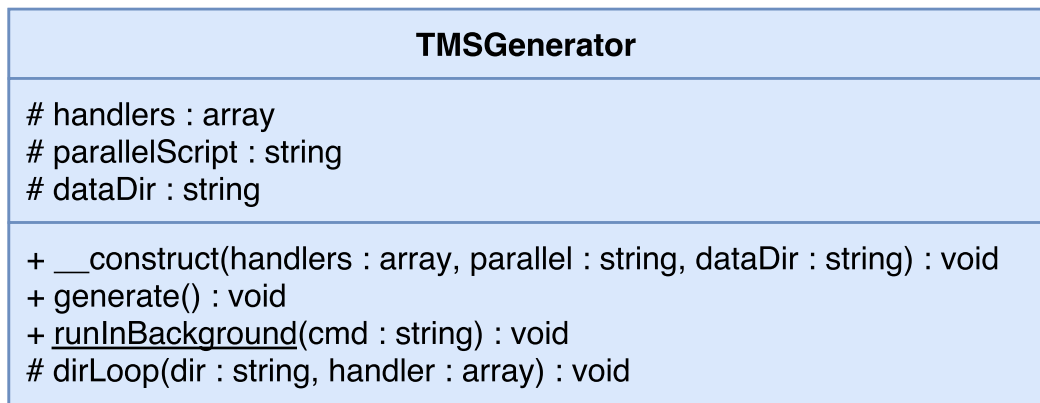 TMSGenerator
# handlers : array
# parallelScript : string
# dataDir : string
+ __construct(handlers : array, parallel : string, dataDir : string) : void
+ generate() : void
+ runInBackground(cmd : string) : void
# dirLoop(dir : string, handler : array) : void